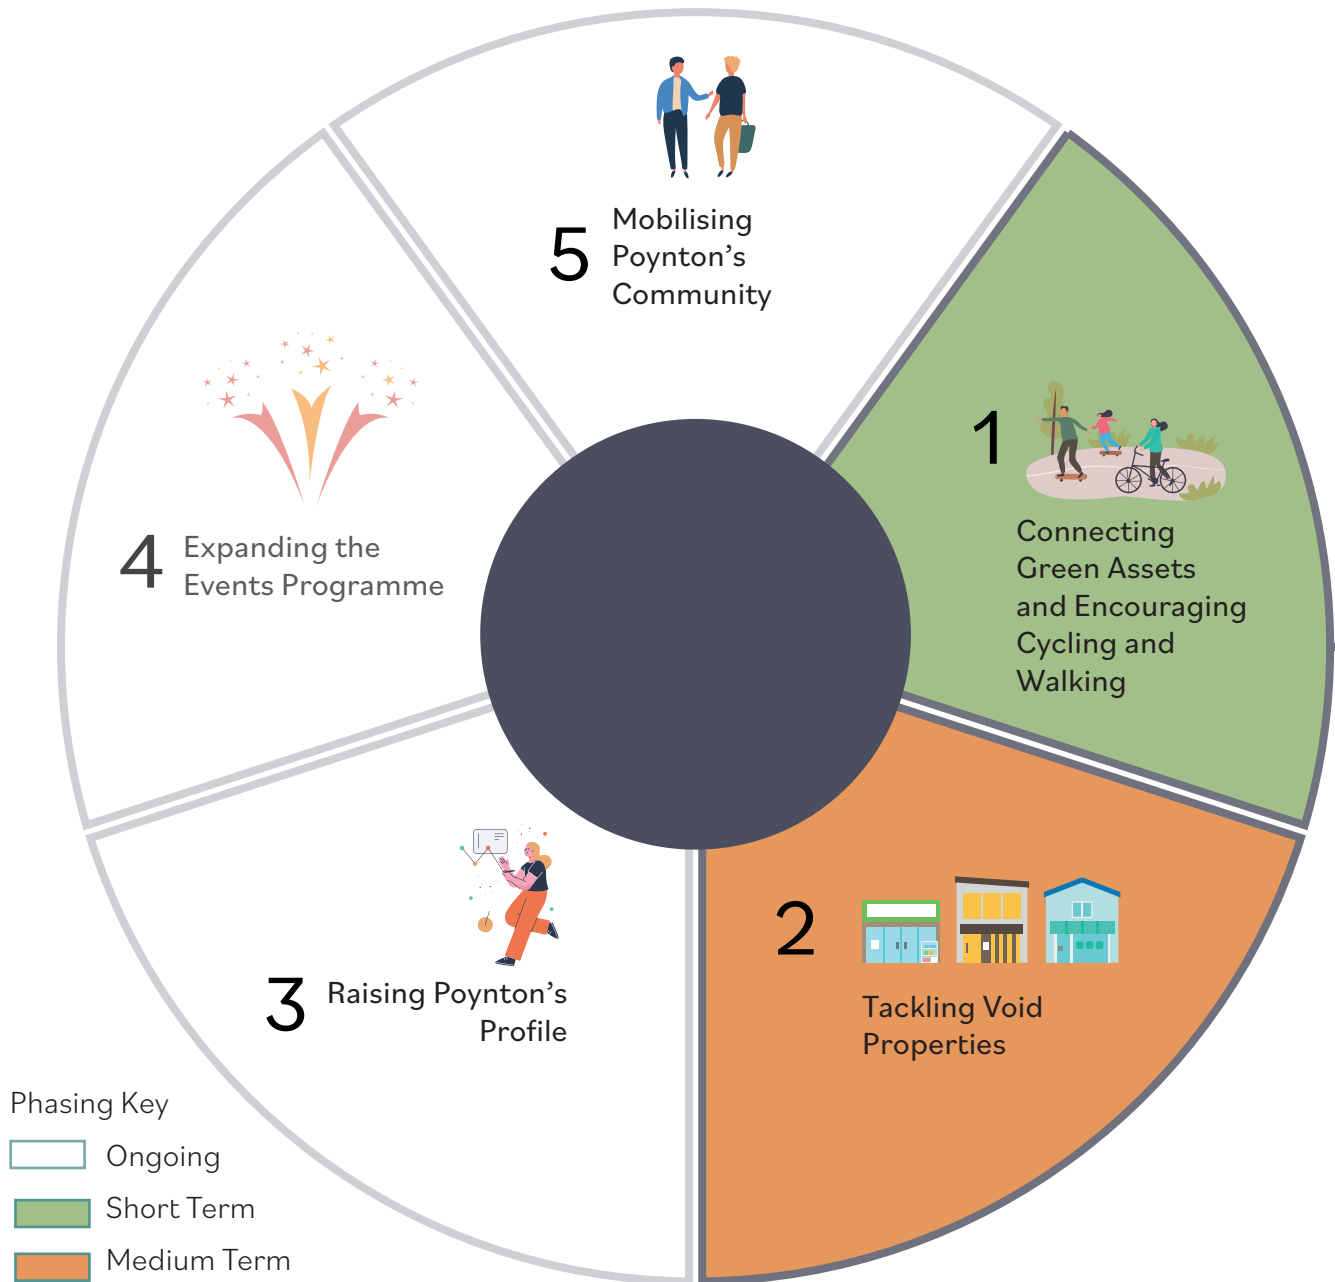 5
Mobilising
Poynton’s
Community
1
Connecting
Green Assets
and Encouraging
Cycling and
Walking
4
Expanding the
Events Programme
2
Tackling Void
Properties
3
Raising Poynton’s
Profile
Phasing Key
Ongoing
Short Term
Medium Term